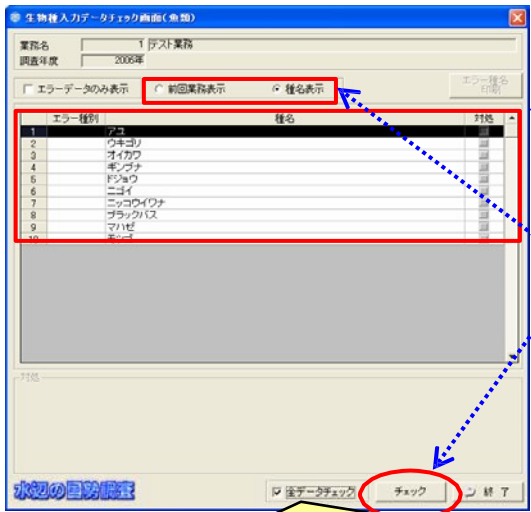 生物種入力データチェック画面（魚類）
業務名 1 テスト業務
調査年度 2006年
エラーデータのみ表示 前回業務表示 種名表示 エラー種名
印刷
エラー種別 種名 対処
1 アユ
2 ウキゴリ
3 オイカワ
4 ギンブナ
5 ドジョウ
6 ニゴイ
7 ニッコウイワナ
8 ブラックバス
9 マハゼ
10 モツゴ
対処
水辺の国勢調査 全データチェック チェック 終了